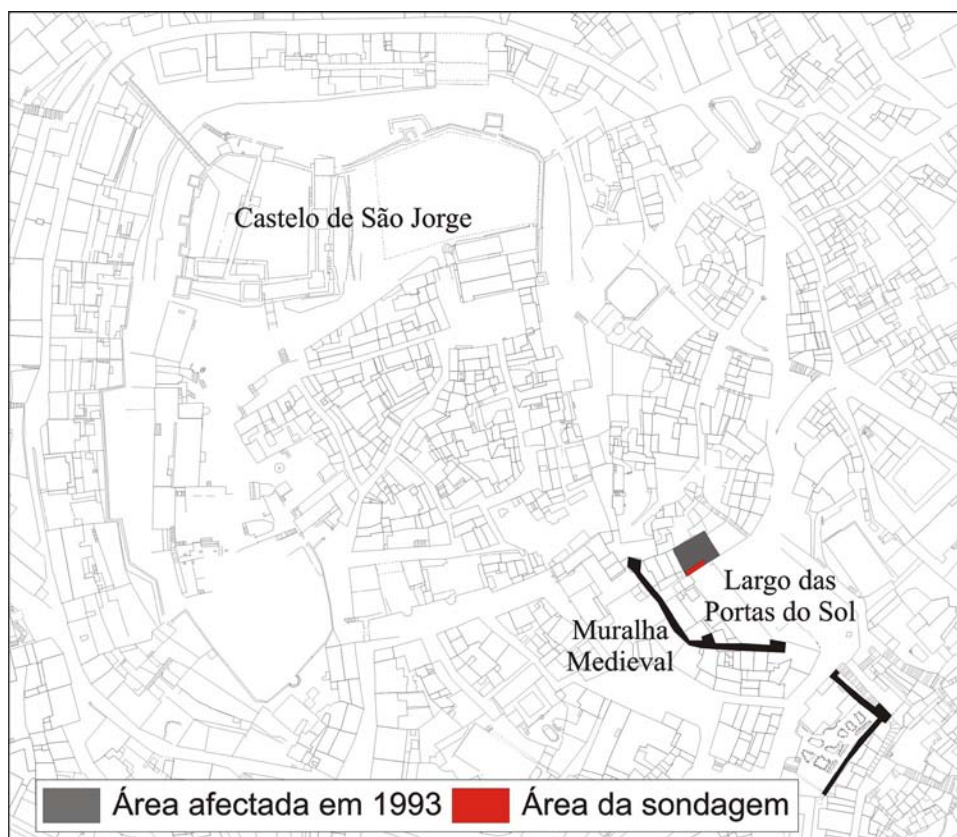 Castelo de São Jorge
Largo das
Portas do Sol
Muralha
Medieval
Área afectada em 1993
Área da sondagem